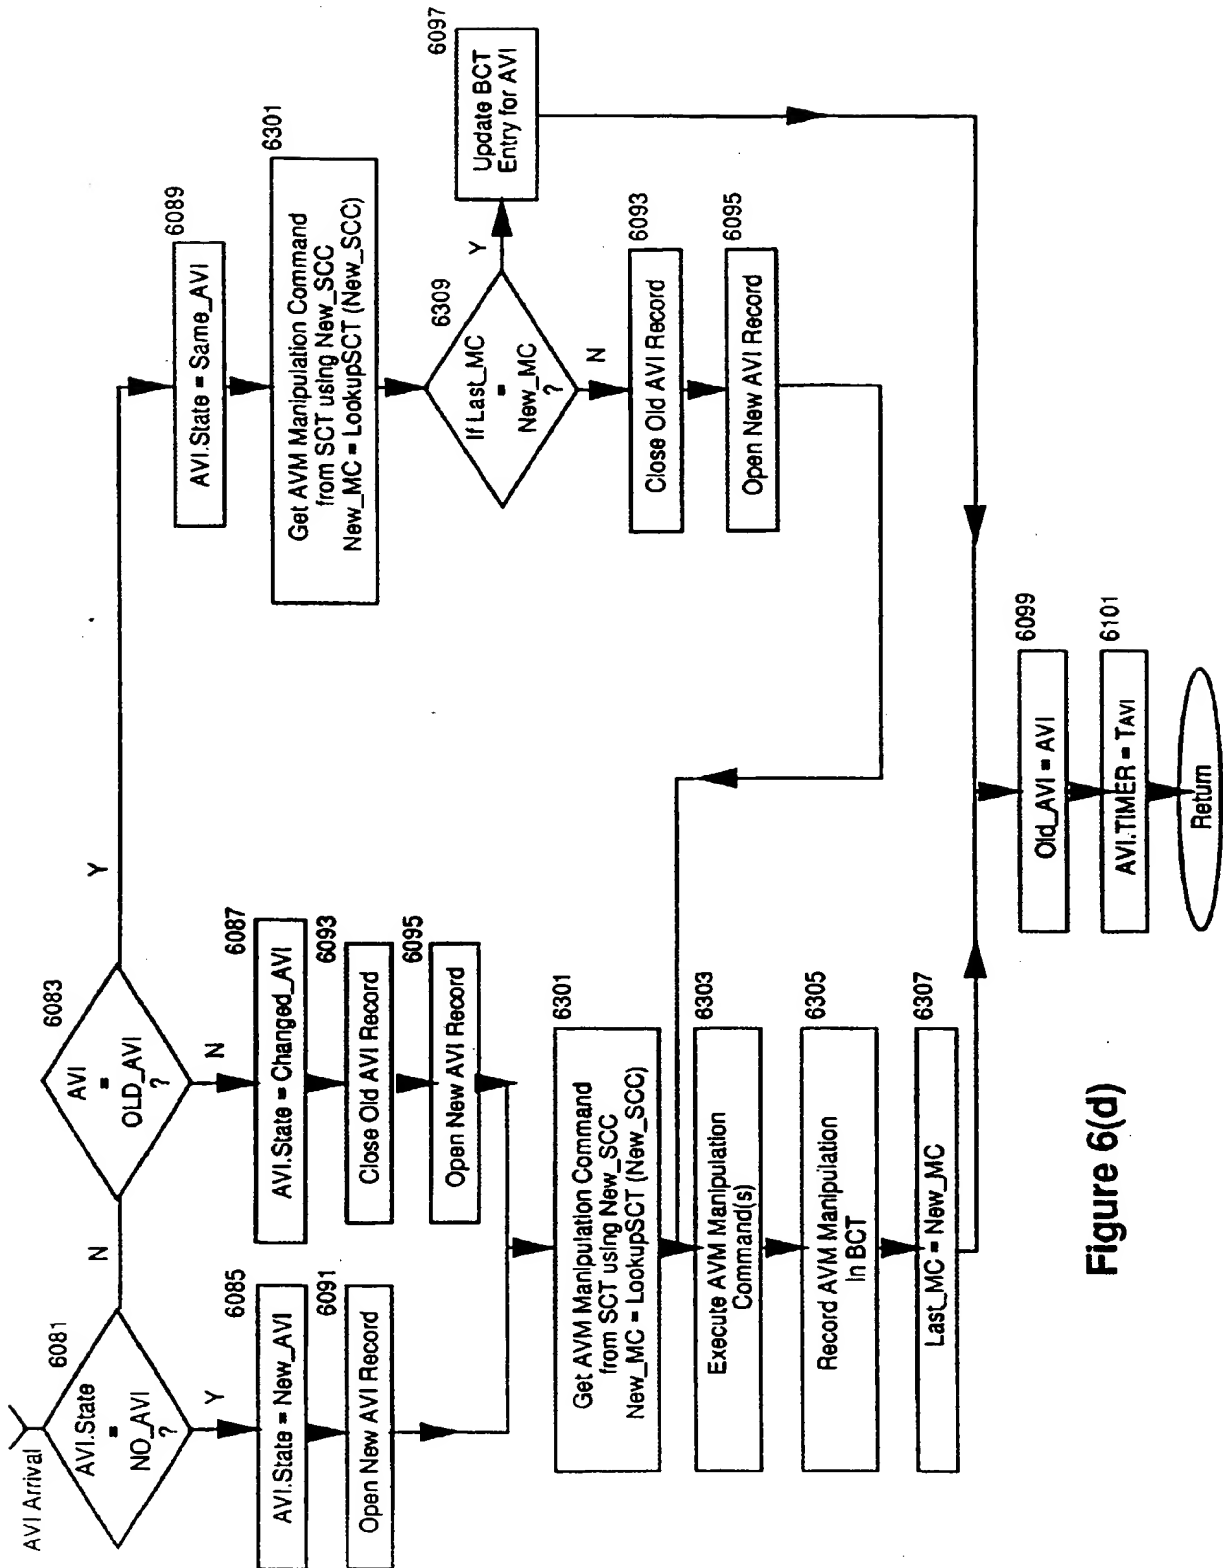 AVI Arrival
6081
AVI.State
=
NO_AVI
?
Y
N
6083
AVI
=
OLD_AVI
?
N
Y
6085
AVI.State = New_AVI
6091
Open New AVI Record
6087
AVI.State = Changed_AVI
6093
Close Old AVI Record
6095
Open New AVI Record
6089
AVI.State = Same_AVI
6301
Get AVM Manipulation Command
from SCT using New_SCC
New_MC = LookupSCT (New_SCC)
6309
If Last_MC
=
New_MC
?
Y
N
6097
Update BCT
Entry for AVI
6093
Close Old AVI Record
6095
Open New AVI Record
6301
Get AVM Manipulation Command
from SCT using New_SCC
New_MC = LookupSCT (New_SCC)
6303
Execute AVM Manipulation
Command(s)
6305
Record AVM Manipulation
In BCT
6307
Last_MC = New_MC
6099
Old_AVI = AVI
6101
AVI.TIMER = TAVI
Return
Figure 6(d)